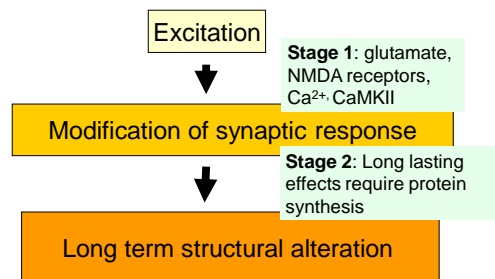 Excitation
Stage 1: glutamate,
NMDA receptors,
Ca²⁺, CaMKII
Modification of synaptic response
Stage 2: Long lasting
effects require protein
synthesis
Long term structural alteration